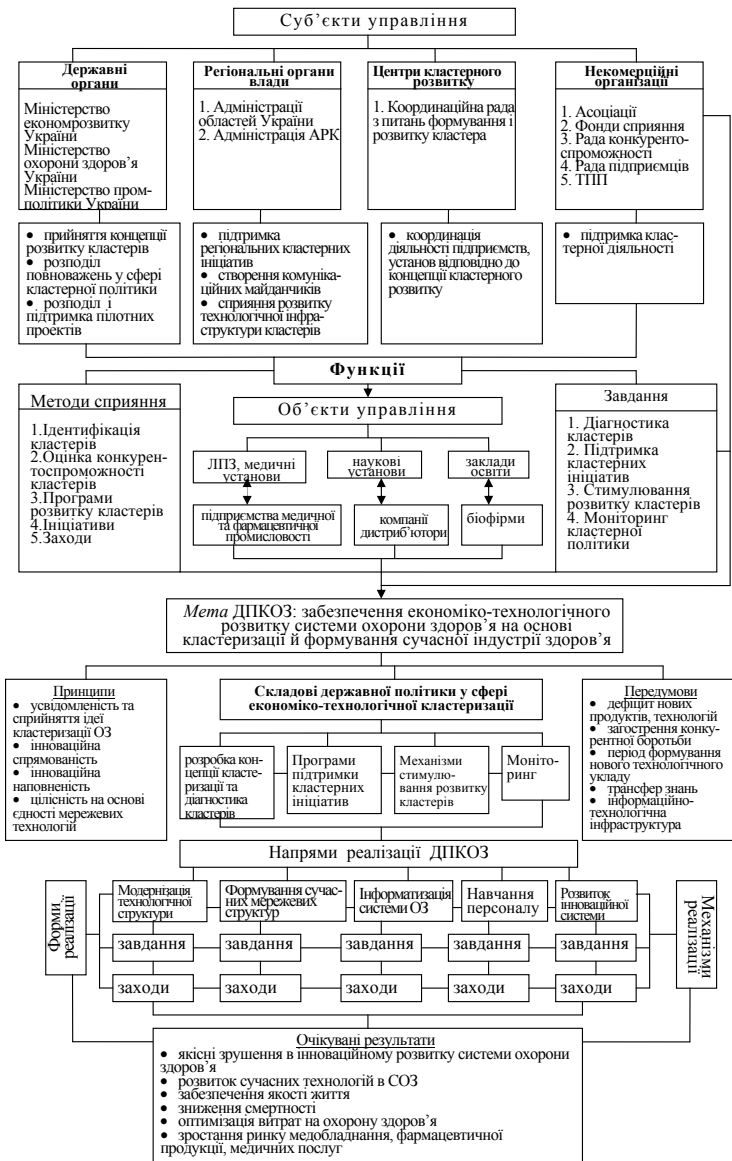 Суб’єкти управління
Державні
органи
Міністерство
економрозвитку
України
Міністерство
охорони здоров’я
України
Міністерство пром-
політики України
Регіональні органи
влади
1. Адміністрації
областей України
2. Адміністрація АРК
Центри кластерного
розвитку
1. Координаційна рада
з питань формування і
розвитку кластера
Некомерційні
організації
1. Асоціації
2. Фонди сприяння
3. Рада конкуренто-
спроможності
4. Рада підприємців
5. ТПП
• прийняття концепції
розвитку кластерів
• розподіл
повноважень у сфері
кластерної політики
• розподіл і
підтримка пілотних
проектів
• підтримка
регіональних кластерних
ініціатив
• створення комуніка-
ційних майданчиків
• сприяння розвитку
технологічної інфра-
структури кластерів
• координація
діяльності підприємств,
установ відповідно до
концепції кластерного
розвитку
• підтримка клас-
терної діяльності
Функції
Методи сприяння
1.Ідентифікація
кластерів
2.Оцінка конкурен-
тоспроможності
кластерів
3.Програми
розвитку кластерів
4.Ініціативи
5.Заходи
Об’єкти управління
ЛПЗ, медичні
установи
наукові
установи
заклади
освіти
підприємства медичної
та фармацевтичної
промисловості
компанії
дистриб’ютори
біофірми
Завдання
1. Діагностика
кластерів
2. Підтримка
кластерних
ініціатив
3. Стимулювання
розвитку кластерів
4. Моніторинг
кластерної
політики
Мета ДПКОЗ: забезпечення економіко-технологічного
розвитку системи охорони здоров’я на основі
кластеризації й формування сучасної індустрії здоров’я
Принципи
• усвідомленість та
сприйняття ідеї
кластеризації ОЗ
• інноваційна
спрямованість
• інноваційна
наповненість
• цілісність на основі
єдності мережевих
технологій
Складові державної політики у сфері
економіко-технологічної кластеризації
розробка кон-
цепції класте-
ризації та
діагностика
кластерів
Програми
підтримки
кластерних
ініціатив
Механізми
стимулю-
вання розвитку
кластерів
Моніто-
ринг
Передумови
• дефіцит нових
продуктів, технологій
• загострення конку-
рентної боротьби
• період формування
нового технологічного
укладу
• трансфер знань
• інформаційно-
технологічна
інфраструктура
Напрями реалізації ДПКОЗ
Форми
реалізації
Модернізація
технологічної
структури
Формування сучас-
них мережевих
структур
Інформатизація
системи ОЗ
Навчання
персоналу
Розвиток
інноваційної
системи
Механізми
реалізації
завдання завдання завдання завдання завдання
заходи заходи заходи заходи заходи
Очікувані результати
• якісні зрушення в інноваційному розвитку системи охорони
здоров’я
• розвиток сучасних технологій в СОЗ
• забезпечення якості життя
• зниження смертності
• оптимізація витрат на охорону здоров’я
• зростання ринку медобладнання, фармацевтичної
продукції, медичних послуг